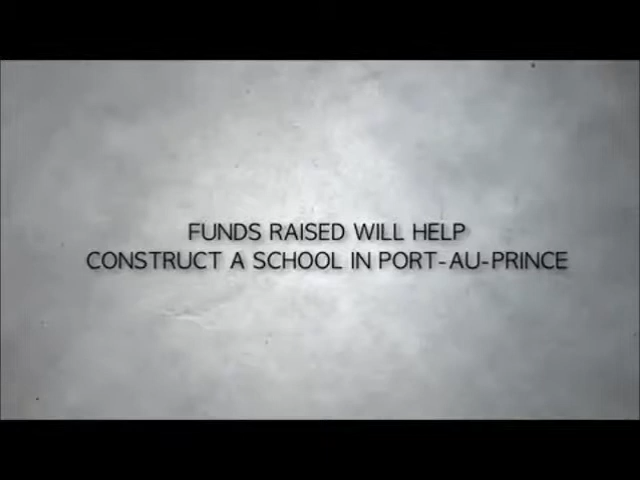 FUNDS RAISED WILL HELP
CONSTRUCT A SCHOOL IN PORT-AU-PRINCE